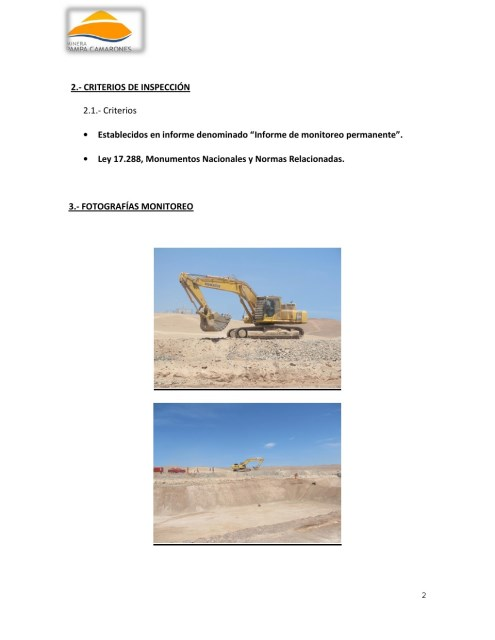 MINERA
PAMPA CAMARONES
2.- CRITERIOS DE INSPECCIÓN
2.1.- Criterios
• Establecidos en informe denominado “Informe de monitoreo permanente”.
• Ley 17.288, Monumentos Nacionales y Normas Relacionadas.
3.- FOTOGRAFÍAS MONITOREO
2